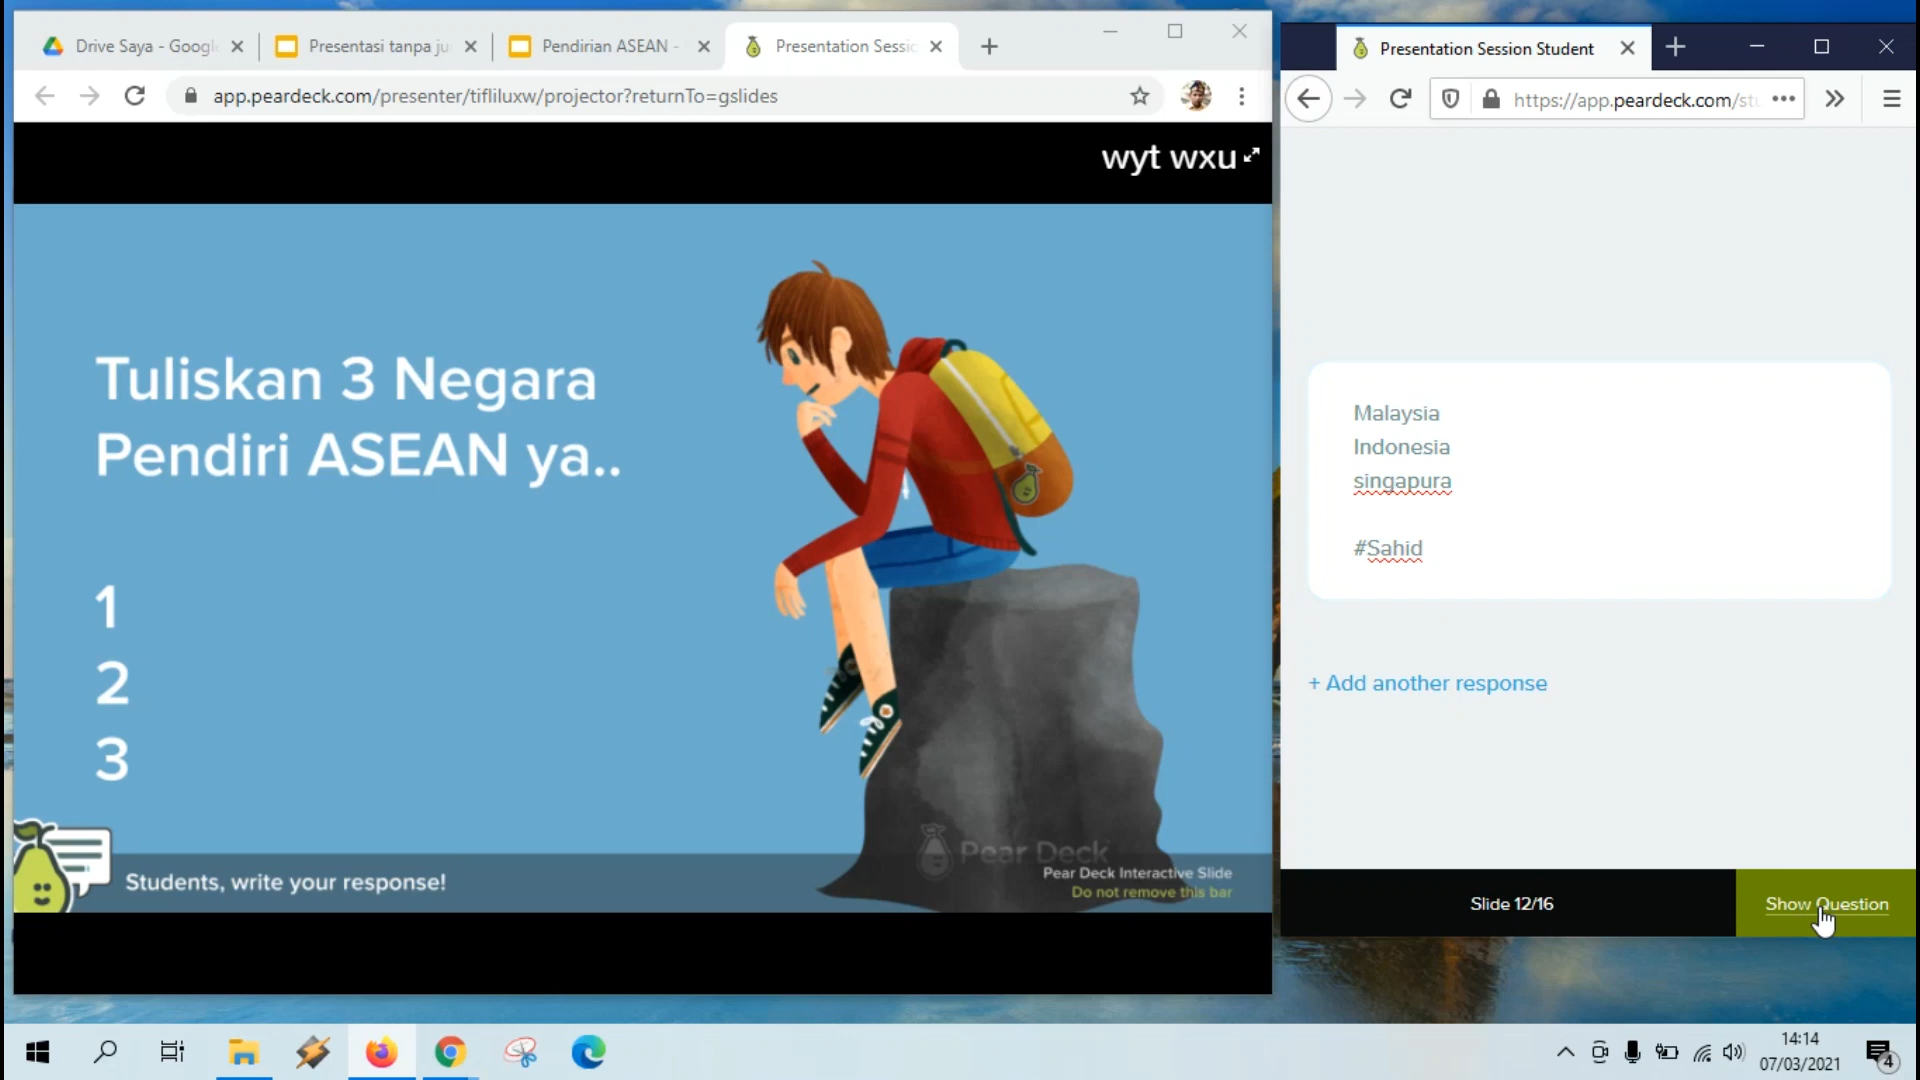 Drive Saya - Googl
Presentasi tanpa ju
Pendirian ASEAN -
Presentation Sessic
app.peardeck.com/presenter/tifliluxw/projector?returnTo=gslides
wyt wxu
Tuliskan 3 Negara
Pendiri ASEAN ya..
1
2
3
Students, write your response!
Pear Deck
Pear Deck Interactive Slide
Do not remove this bar
Presentation Session Student
https://app.peardeck.com/stu
Malaysia
Indonesia
singapura
#Sahid
+ Add another response
Slide 12/16
Show Question
14:14
07/03/2021
4